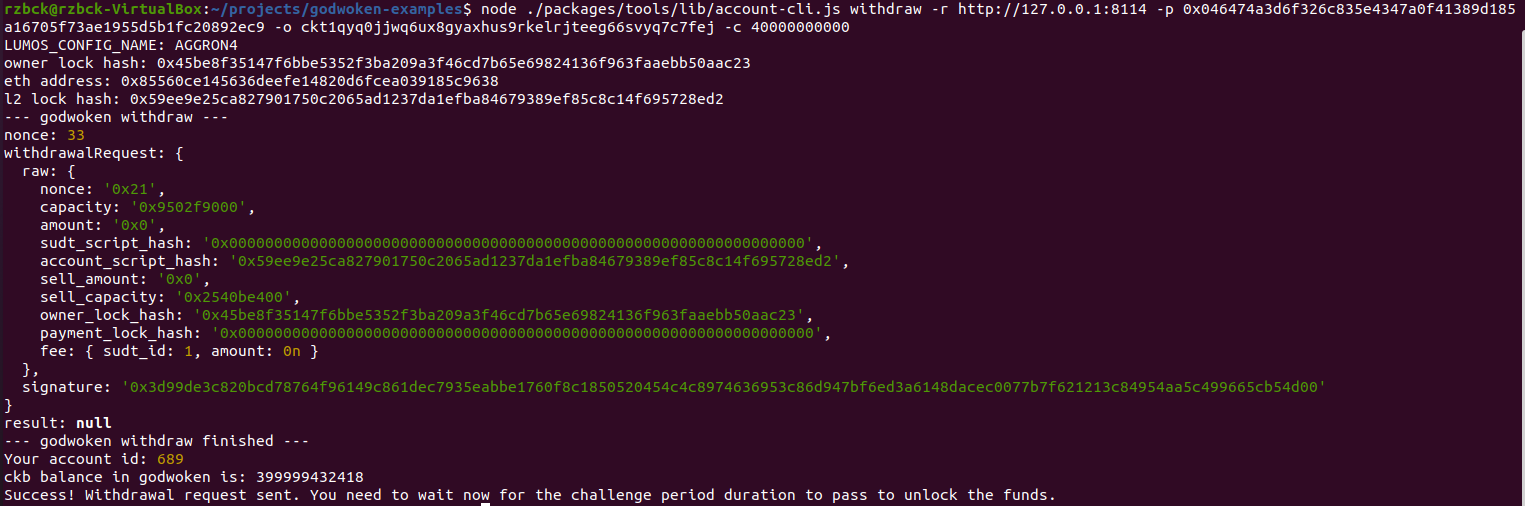 rzbck@rzbck-VirtualBox:~/projects/godwoken-examples$ node ./packages/tools/lib/account-cli.js withdraw -r http://127.0.0.1:8114 -p 0x046474a3d6f326c835e4347a0f41389d185
a16705f73ae1955d5b1fc20892ec9 -o ckt1qyq0jjwq6ux8gyaxhus9rkelrjteeg66svyq7c7fej -c 40000000000
LUMOS_CONFIG_NAME: AGGRON4
owner lock hash: 0x45be8f35147f6bbe5352f3ba209a3f46cd7b65e69824136f963faaebb50aac23
eth address: 0x85560ce145636deefe14820d6fcea039185c9638
l2 lock hash: 0x59ee9e25ca827901750c2065ad1237da1efba84679389ef85c8c14f695728ed2
--- godwoken withdraw ---
nonce: 33
withdrawalRequest: {
  raw: {
    nonce: '0x21',
    capacity: '0x9502f9000',
    amount: '0x0',
    sudt_script_hash: '0x0000000000000000000000000000000000000000000000000000000000000000',
    account_script_hash: '0x59ee9e25ca827901750c2065ad1237da1efba84679389ef85c8c14f695728ed2',
    sell_amount: '0x0',
    sell_capacity: '0x2540be400',
    owner_lock_hash: '0x45be8f35147f6bbe5352f3ba209a3f46cd7b65e69824136f963faaebb50aac23',
    payment_lock_hash: '0x0000000000000000000000000000000000000000000000000000000000000000',
    fee: { sudt_id: 1, amount: 0n }
  },
  signature: '0x3d99de3c820bcd78764f96149c861dec7935eabbe1760f8c1850520454c4c8974636953c86d947bf6ed3a6148dacec0077b7f621213c84954aa5c499665cb54d00'
}
result: null
--- godwoken withdraw finished ---
Your account id: 689
ckb balance in godwoken is: 399999432418
Success! Withdrawal request sent. You need to wait now for the challenge period duration to pass to unlock the funds.